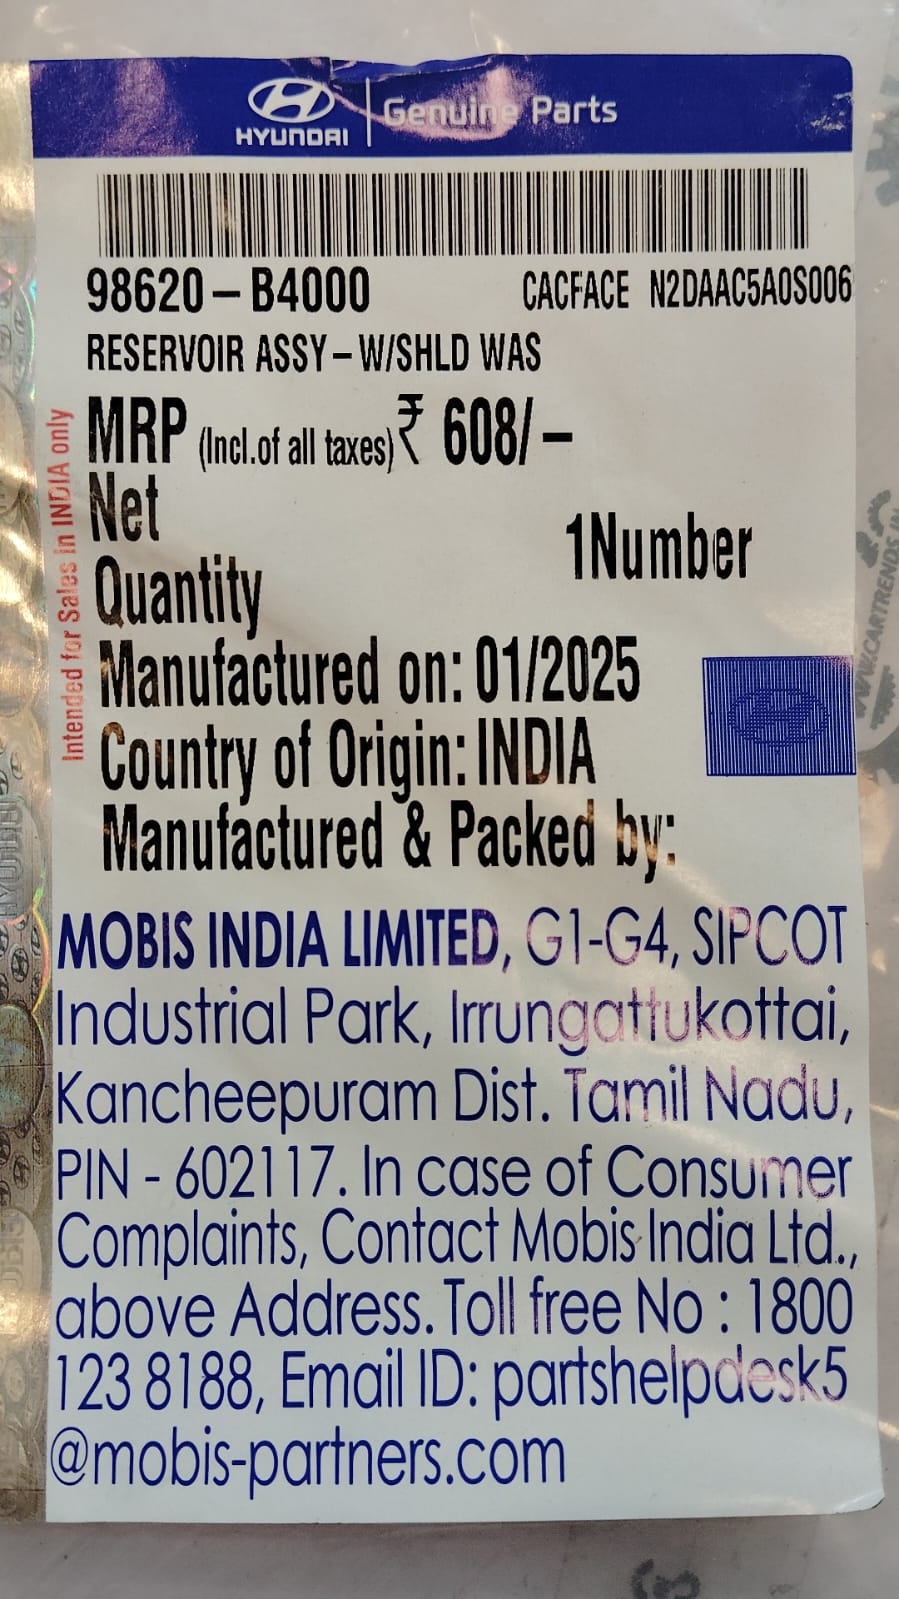 HYUNDAI | Genuine Parts
98620-B4000 CACFACE N2DAAC5A0S006
RESERVOIR ASSY-W/SHLD WAS
MRP (Incl.of all taxes) ₹ 608/-
Net
Quantity
1Number
Manufactured on: 01/2025
Country of Origin: INDIA
Manufactured & Packed by:
Intended for Sales in INDIA only
MOBIS INDIA LIMITED, G1-G4, SIPCOT
Industrial Park, Irrungattukottai,
Kancheepuram Dist. Tamil Nadu,
PIN - 602117. In case of Consumer
Complaints, Contact Mobis India Ltd.,
above Address. Toll free No : 1800
123 8188, Email ID: partshelpdesk5
@mobis-partners.com
WWW.CARTRENDS.IN